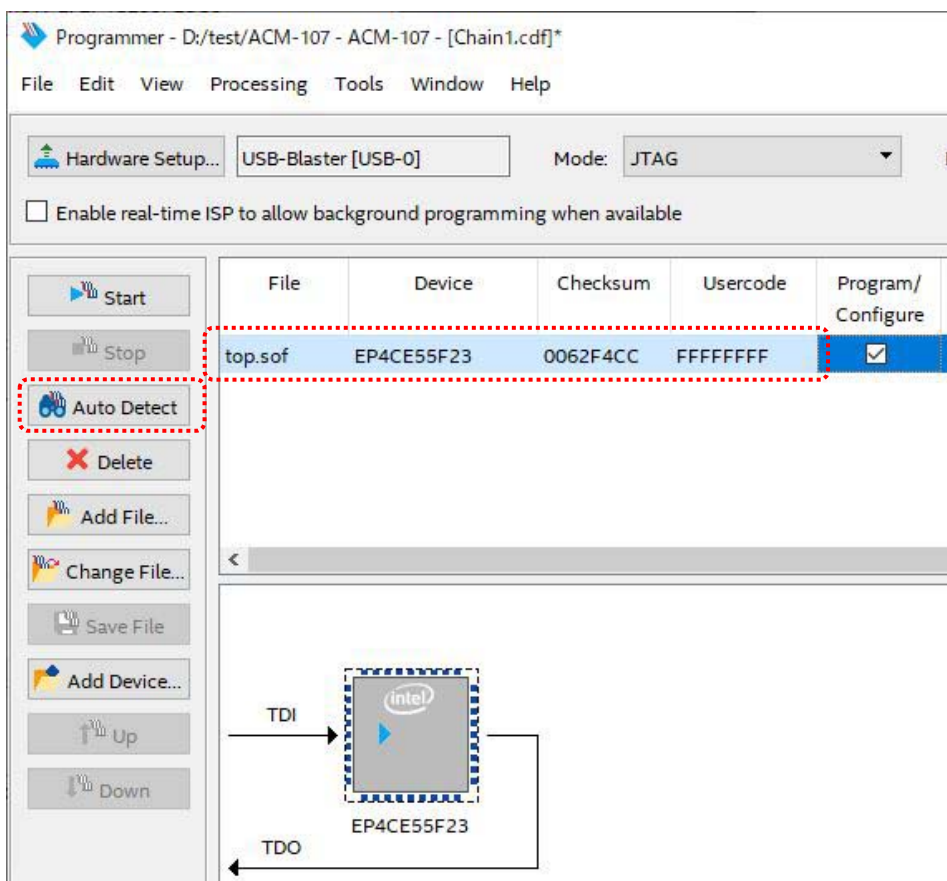 Programmer - D:/test/ACM-107 - ACM-107 - [Chain1.cdf]*
File Edit View Processing Tools Window Help
Hardware Setup... USB-Blaster [USB-0] Mode: JTAG
Enable real-time ISP to allow background programming when available
Start
Stop
Auto Detect
Delete
Add File...
Change File...
Save File
Add Device...
Up
Down
File Device Checksum Usercode Program/
Configure
top.sof EP4CE55F23 0062F4CC FFFFFFFF
<
intel
TDI
EP4CE55F23
TDO